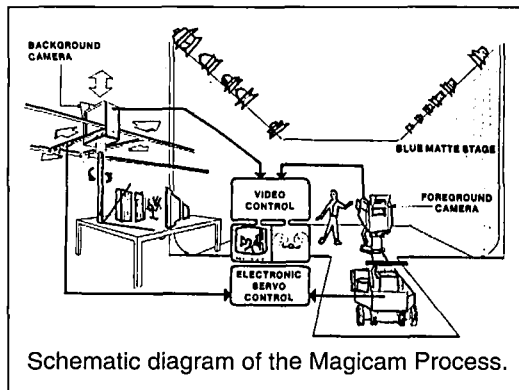 BACKGROUND
CAMERA
BLUE MATTE STAGE
VIDEO
CONTROL
FOREGROUND
CAMERA
ELECTRONIC
SERVO
CONTROL
Schematic diagram of the Magicam Process.